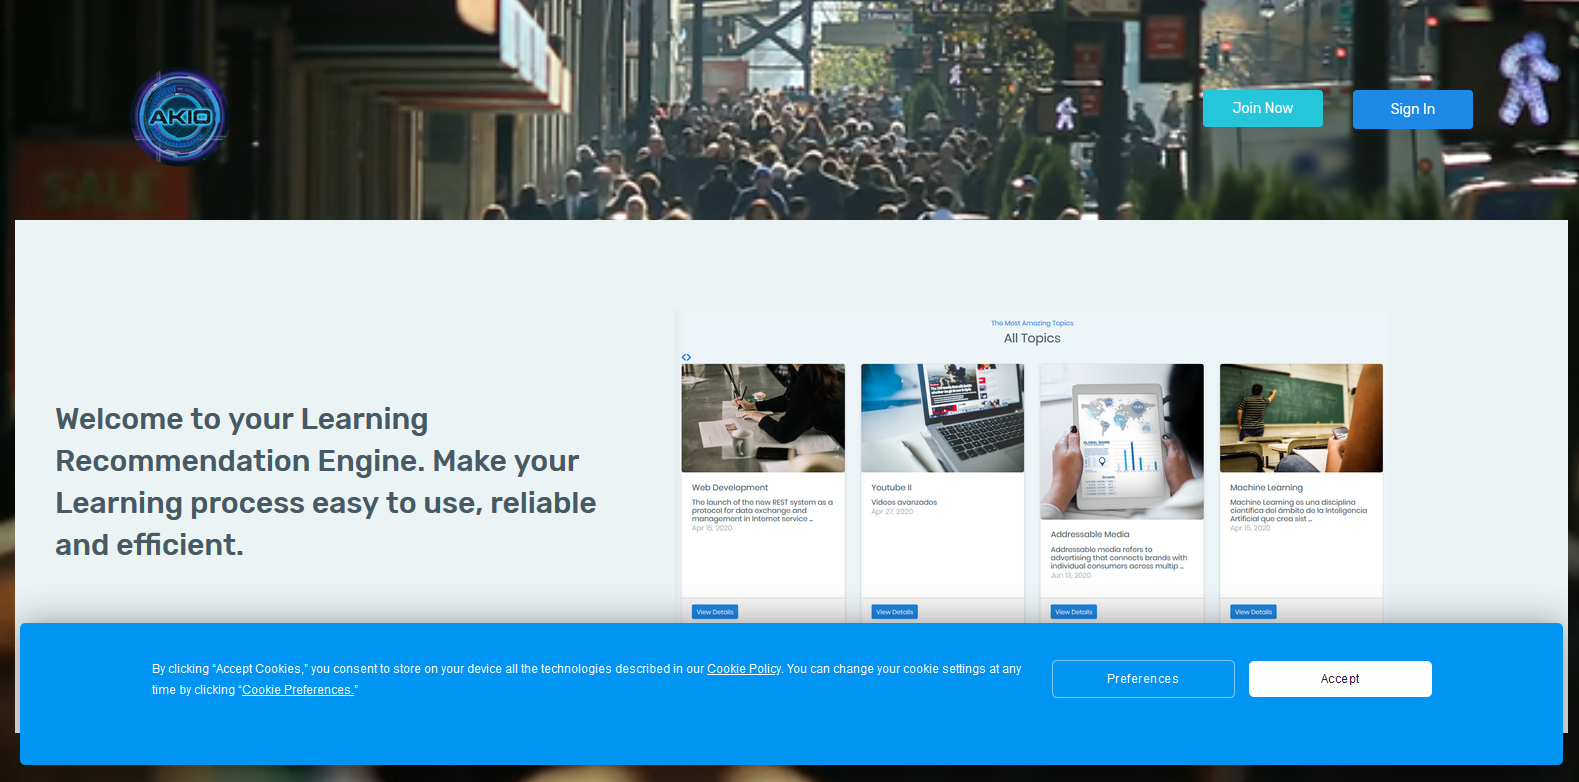 AKIO
Join Now
Sign In
SALE
The Most Amazing Topics
All Topics
Welcome to your Learning
Recommendation Engine. Make your
Learning process easy to use, reliable
and efficient.
Web Development
The launch of the new REST system as a
protocol for data exchange and
management in Internet service ...
Apr 15, 2020
View Details
Youtube II
Videos avanzados
Apr 27, 2020
View Details
GLOBAL SHARE
Addressable Media
Addressable media refers to
advertising that connects brands with
individual consumers across multip ...
Jun 13, 2020
View Details
Machine Learning
Machine Learning es una disciplina
científica del ámbito de la Inteligencia
Artificial que crea sist ...
Apr 15, 2020
View Details
By clicking “Accept Cookies,” you consent to store on your device all the technologies described in our Cookie Policy. You can change your cookie settings at any
time by clicking “Cookie Preferences.”
Preferences
Accept